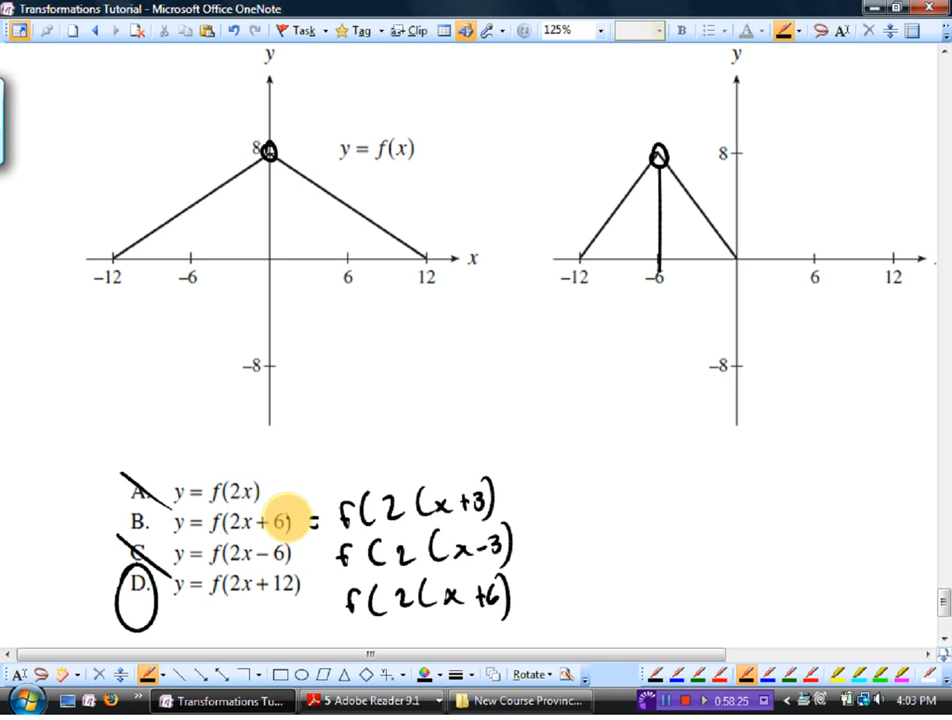 Transformations Tutorial - Microsoft Office OneNote
Task Tag Clip 125% B A A
y y
8 y = f(x) 8
x
-12 -6 6 12 -12 -6 6 12
-8 -8
A. y = f(2x)
B. y = f(2x + 6) = f(2(x+3)
C. y = f(2x − 6) f(2(x-3)
D. y = f(2x + 12) f(2(x+6)
A Rotate
Transformations Tu... 5 Adobe Reader 9.1 New Course Provinc... 0:58:25 4:03 PM